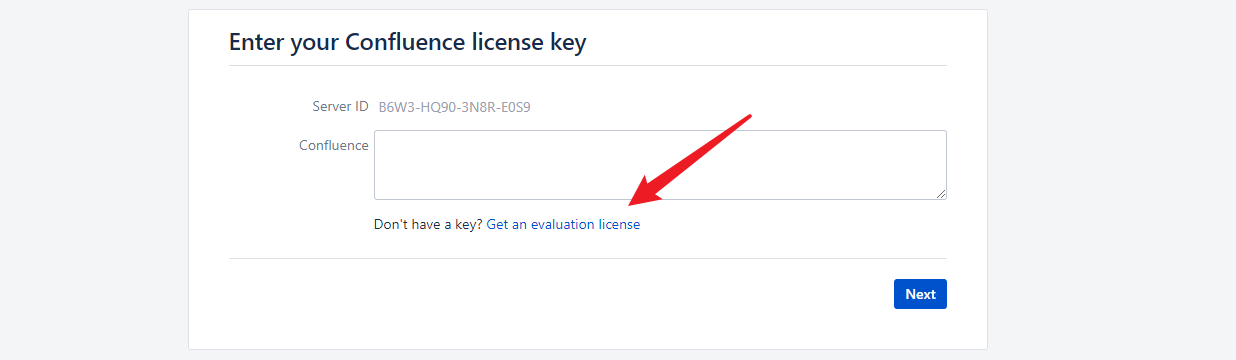 Enter your Confluence license key
Server ID B6W3-HQ90-3N8R-E0S9
Confluence
Don't have a key? Get an evaluation license
Next